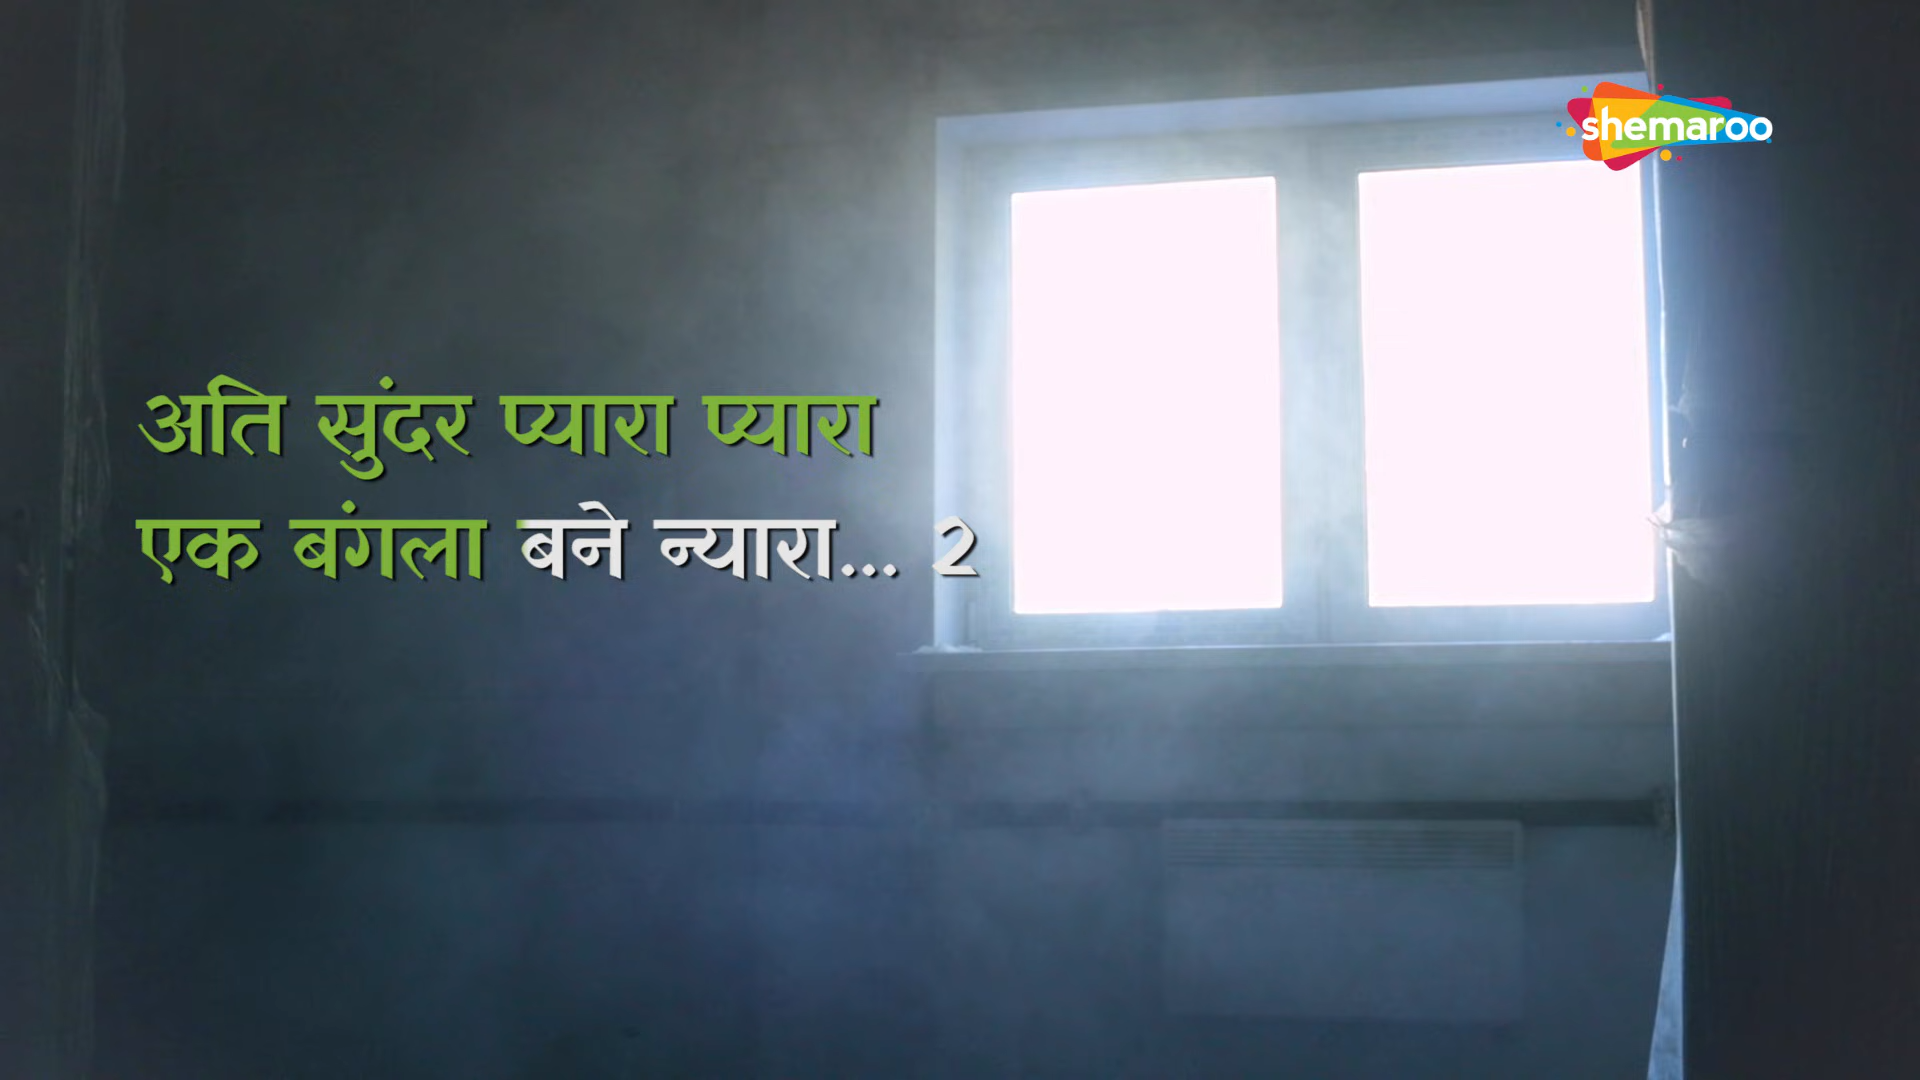 shemaroo
अति सुंदर प्यारा प्यारा
एक बंगला बने न्यारा... 2